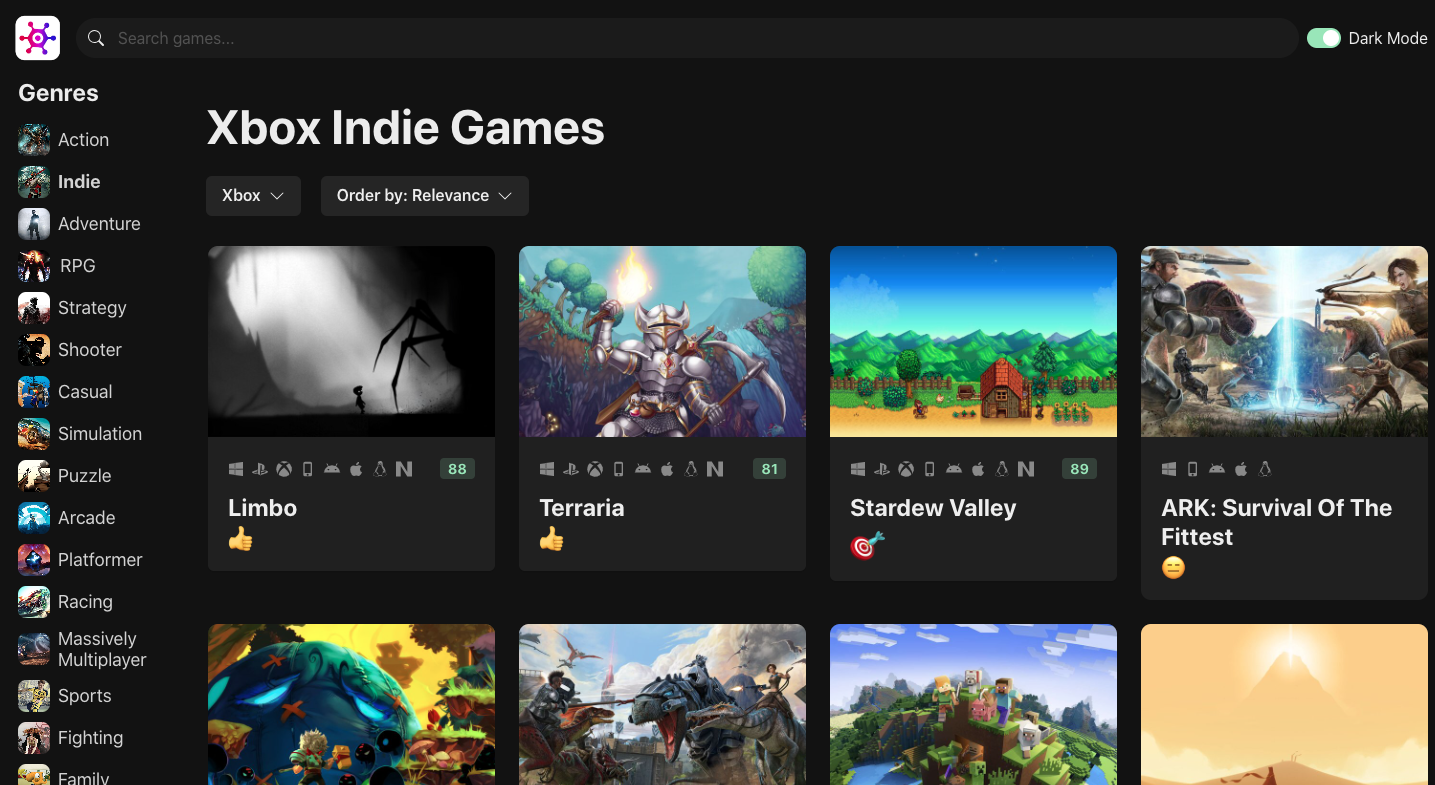 Search games...
Dark Mode
Genres
Action
Indie
Adventure
RPG
Strategy
Shooter
Casual
Simulation
Puzzle
Arcade
Platformer
Racing
Massively
Multiplayer
Sports
Fighting
Family
Xbox Indie Games
Xbox
Order by: Relevance
88
Limbo
81
Terraria
89
Stardew Valley
ARK: Survival Of The
Fittest